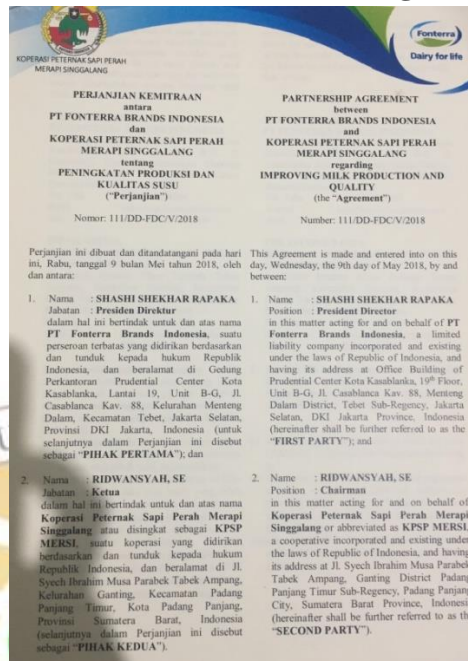 Fonterra
Dairy for life
KOPERASI PETERNAK SAPI PERAH
MERAPI SINGGALANG
PERJANJIAN KEMITRAAN
antara
PT FONTERRA BRANDS INDONESIA
dan
KOPERASI PETERNAK SAPI PERAH
MERAPI SINGGALANG
tentang
PENINGKATAN PRODUKSI DAN
KUALITAS SUSU
("Perjanjian")
Nomor: 111/DD-FDC/V/2018
Perjanjian ini dibuat dan ditandatangani pada hari
ini, Rabu, tanggal 9 bulan Mei tahun 2018, oleh
dan antara:
1. Nama : SHASHI SHEKHAR RAPAKA
Jabatan : Presiden Direktur
dalam hal ini bertindak untuk dan atas nama
PT Fonterra Brands Indonesia, suatu
perseroan terbatas yang didirikan berdasarkan
dan tunduk kepada hukum Republik
Indonesia, dan beralamat di Gedung
Perkantoran Prudential Center Kota
Kasablanka, Lantai 19, Unit B-G, Jl.
Casablanca Kav. 88, Kelurahan Menteng
Dalam, Kecamatan Tebet, Jakarta Selatan,
Provinsi DKI Jakarta, Indonesia (untuk
selanjutnya dalam Perjanjian ini disebut
sebagai "PIHAK PERTAMA"); dan
2. Nama : RIDWANSYAH, SE
Jabatan : Ketua
dalam hal ini bertindak untuk dan atas nama
Koperasi Peternak Sapi Perah Merapi
Singgalang atau disingkat sebagai KPSP
MERSI, suatu koperasi yang didirikan
berdasarkan dan tunduk kepada hukum
Republik Indonesia, dan beralamat di Jl.
Syech Ibrahim Musa Parabek Tabek Ampang,
Kelurahan Ganting, Kecamatan Padang
Panjang Timur, Kota Padang Panjang,
Provinsi Sumatera Barat, Indonesia
(selanjutnya dalam Perjanjian ini disebut
sebagai "PIHAK KEDUA").
PARTNERSHIP AGREEMENT
between
PT FONTERRA BRANDS INDONESIA
and
KOPERASI PETERNAK SAPI PERAH
MERAPI SINGGALANG
regarding
IMPROVING MILK PRODUCTION AND
QUALITY
(the "Agreement")
Number: 111/DD-FDC/V/2018
This Agreement is made and entered into on this
day, Wednesday, the 9th day of May 2018, by and
between:
1. Name : SHASHI SHEKHAR RAPAKA
Position : President Director
in this matter acting for and on behalf of PT
Fonterra Brands Indonesia, a limited
liability company incorporated and existing
under the laws of Republic of Indonesia, and
having its address at Office Building of
Prudential Center Kota Kasablanka, 19th Floor,
Unit B-G, Jl. Casablanca Kav. 88, Menteng
Dalam District, Tebet Sub-Regency, Jakarta
Selatan, DKI Jakarta Province, Indonesia
(hereinafter shall be further referred to as the
"FIRST PARTY"); and
2. Name : RIDWANSYAH, SE
Position : Chairman
in this matter acting for and on behalf of
Koperasi Peternak Sapi Perah Merapi
Singgalang or abbreviated as KPSP MERSI,
a cooperative incorporated and existing under
the laws of Republic of Indonesia, and having
its address at Jl. Syech Ibrahim Musa Parabek
Tabek Ampang, Ganting District Padang
Panjang Timur Sub-Regency, Padang Panjang
City, Sumatera Barat Province, Indonesia
(hereinafter shall be further referred to as the
"SECOND PARTY").